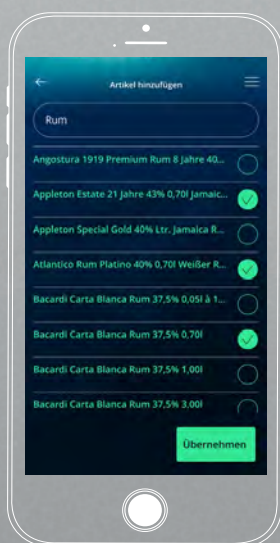 Artikel hinzufügen
Rum
Angostura 1919 Premium Rum 8 Jahre 40...
Appleton Estate 21 Jahre 43% 0,70l Jamaic...
Appleton Special Gold 40% Ltr. Jamaica R...
Atlantico Rum Platino 40% 0,70l Weißer R...
Bacardi Carta Blanca Rum 37,5% 0,05l à 1...
Bacardi Carta Blanca Rum 37,5% 0,70l
Bacardi Carta Blanca Rum 37,5% 1,00l
Bacardi Carta Blanca Rum 37,5% 3,00l
Übernehmen